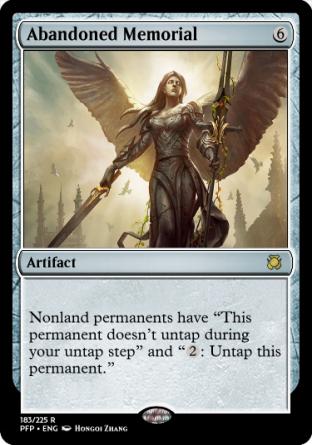 Abandoned Memorial 6
Artifact
Nonland permanents have “This
permanent doesn’t untap during
your untap step” and “2: Untap this
permanent.”
183/225 R
PFP • ENG Hongqi Zhang